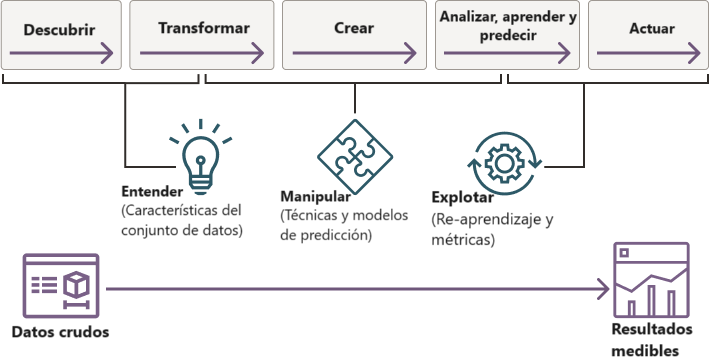 Descubrir
Transformar
Crear
Analizar, aprender y
predecir
Actuar
Entender
(Características del
conjunto de datos)
Manipular
(Técnicas y modelos
de predicción)
Explotar
(Re-aprendizaje y
métricas)
Datos crudos
Resultados
medibles